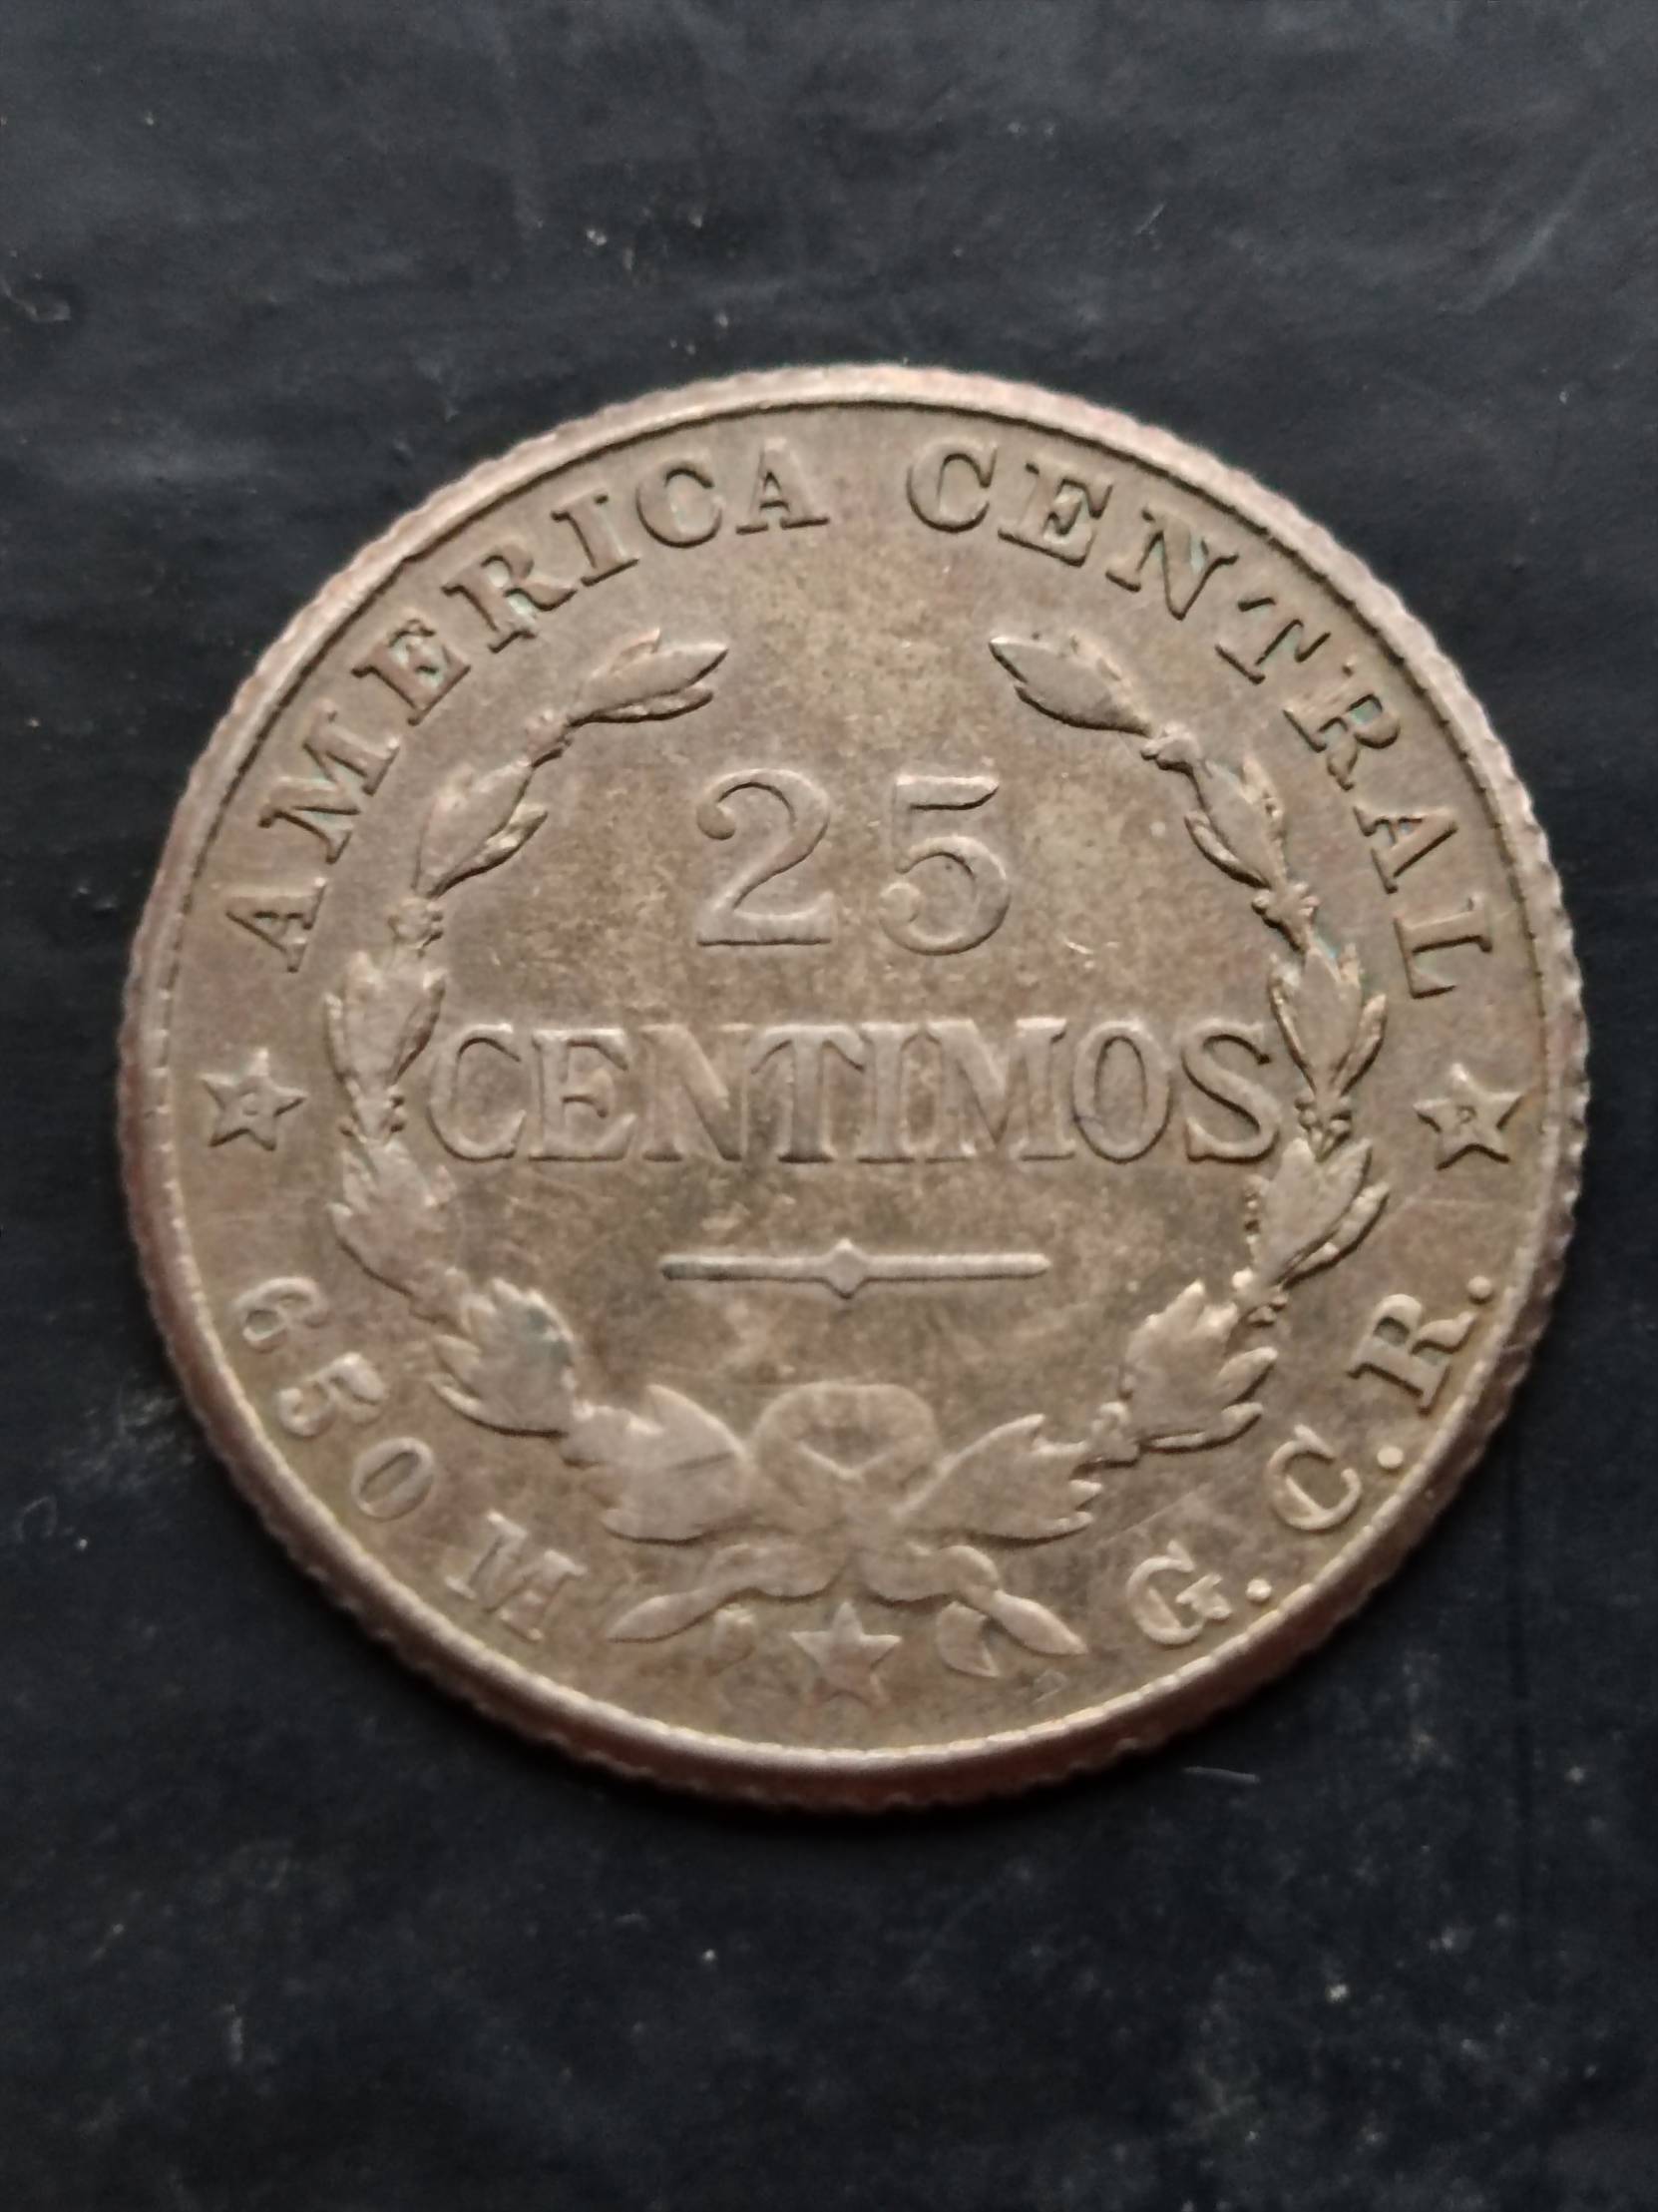 AMERICA CENTRAL
25
CENTIMOS
650 M
G.C.R.